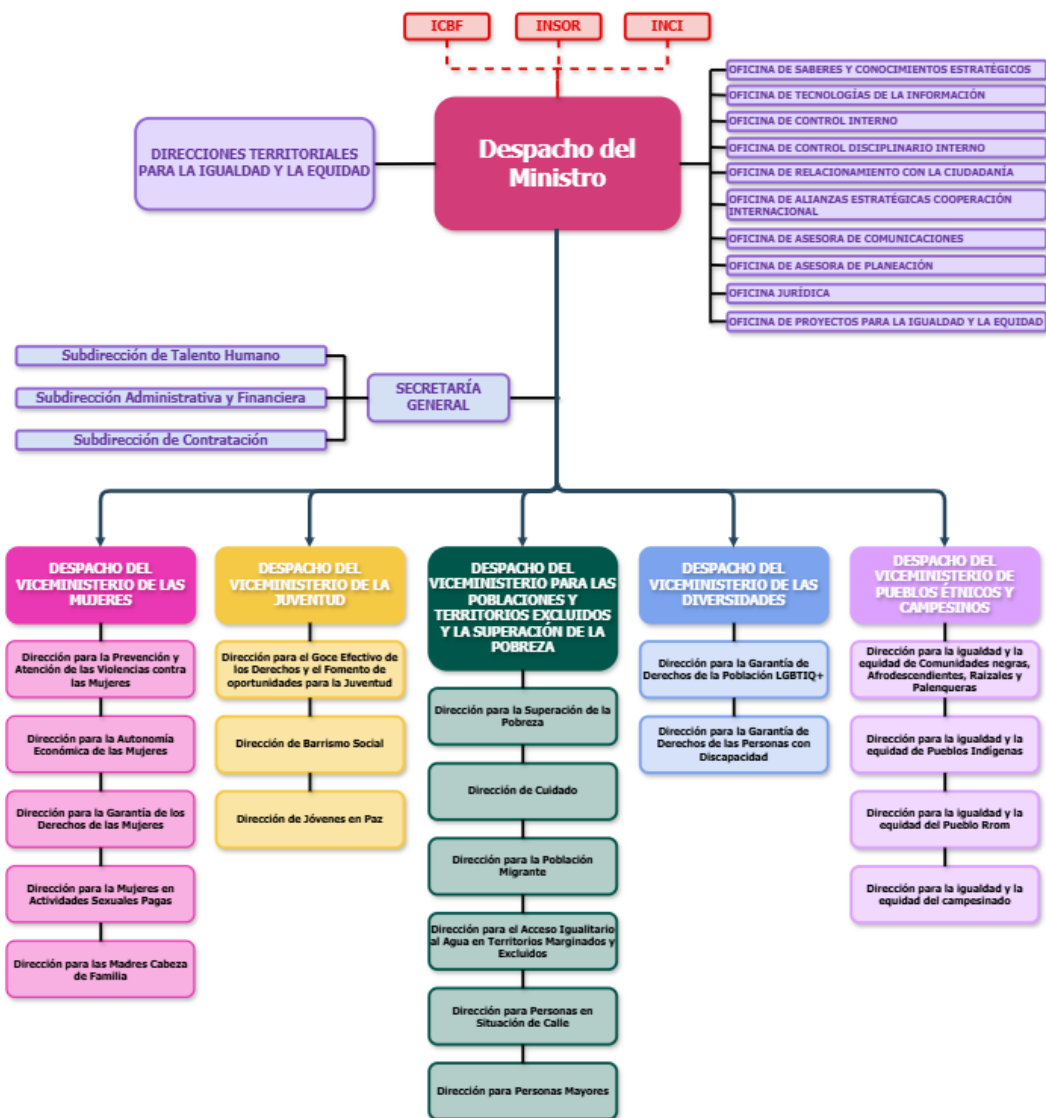 ICBF
INSOR
INCI
DIRECCIONES TERRITORIALES
PARA LA IGUALDAD Y LA EQUIDAD
Despacho del
Ministro
OFICINA DE SABERES Y CONOCIMIENTOS ESTRATÉGICOS
OFICINA DE TECNOLOGÍAS DE LA INFORMACIÓN
OFICINA DE CONTROL INTERNO
OFICINA DE CONTROL DISCIPLINARIO INTERNO
OFICINA DE RELACIONAMIENTO CON LA CIUDADANÍA
OFICINA DE ALIANZAS ESTRATÉGICAS COOPERACIÓN
INTERNACIONAL
OFICINA DE ASESORA DE COMUNICACIONES
OFICINA DE ASESORA DE PLANEACIÓN
OFICINA JURÍDICA
OFICINA DE PROYECTOS PARA LA IGUALDAD Y LA EQUIDAD
Subdirección de Talento Humano
Subdirección Administrativa y Financiera
Subdirección de Contratación
SECRETARÍA
GENERAL
DESPACHO DEL
VICEMINISTERIO DE LAS
MUJERES
Dirección para la Prevención y
Atención de las Violencias contra
las Mujeres
Dirección para la Autonomía
Económica de las Mujeres
Dirección para la Garantía de los
Derechos de las Mujeres
Dirección para la Mujeres en
Actividades Sexuales Pagas
Dirección para las Madres Cabeza
de Familia
DESPACHO DEL
VICEMINISTERIO DE LA
JUVENTUD
Dirección para el Goce Efectivo de
los Derechos y el Fomento de
oportunidades para la Juventud
Dirección de Barrismo Social
Dirección de Jóvenes en Paz
DESPACHO DEL
VICEMINISTERIO PARA LAS
POBLACIONES Y
TERRITORIOS EXCLUIDOS
Y LA SUPERACIÓN DE LA
POBREZA
Dirección para la Superación de la
Pobreza
Dirección de Cuidado
Dirección para la Población
Migrante
Dirección para el Acceso Igualitario
al Agua en Territorios Marginados y
Excluidos
Dirección para Personas en
Situación de Calle
Dirección para Personas Mayores
DESPACHO DEL
VICEMINISTERIO DE LAS
DIVERSIDADES
Dirección para la Garantía de
Derechos de la Población LGBTIQ+
Dirección para la Garantía de
Derechos de las Personas con
Discapacidad
DESPACHO DEL
VICEMINISTERIO DE
PUEBLOS ÉTNICOS Y
CAMPESINOS
Dirección para la igualdad y la
equidad de Comunidades negras,
Afrodescendientes, Raizales y
Palenqueras
Dirección para la igualdad y la
equidad de Pueblos Indígenas
Dirección para la igualdad y la
equidad del Pueblo Rrom
Dirección para la igualdad y la
equidad del campesinado